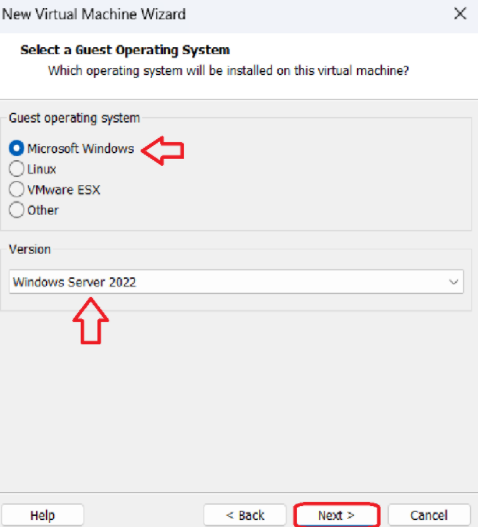 New Virtual Machine Wizard
Select a Guest Operating System
Which operating system will be installed on this virtual machine?
Guest operating system
Microsoft Windows
Linux
VMware ESX
Other
Version
Windows Server 2022
Help
< Back
Next >
Cancel